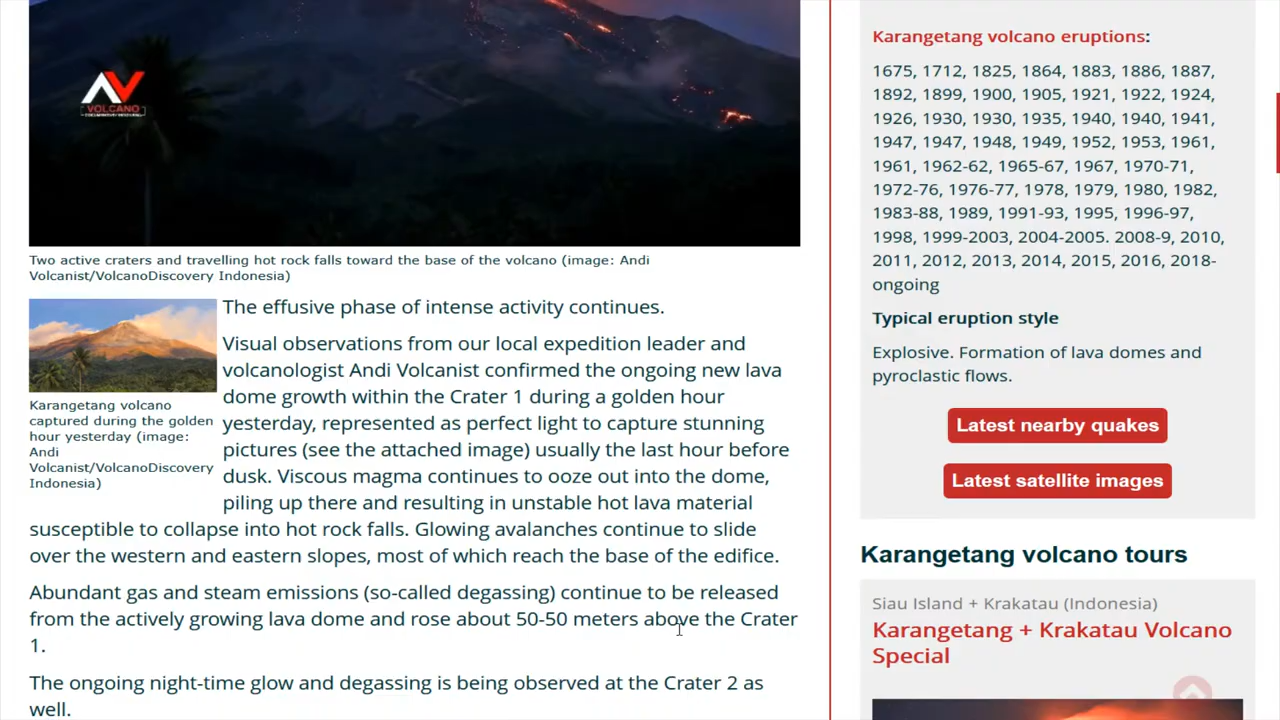 VOLCANO
Two active craters and travelling hot rock falls toward the base of the volcano (image: Andi
Volcanist/VolcanoDiscovery Indonesia)
Karangetang volcano
captured during the golden
hour yesterday (image:
Andi
Volcanist/VolcanoDiscovery
Indonesia)
The effusive phase of intense activity continues.
Visual observations from our local expedition leader and
volcanologist Andi Volcanist confirmed the ongoing new lava
dome growth within the Crater 1 during a golden hour
yesterday, represented as perfect light to capture stunning
pictures (see the attached image) usually the last hour before
dusk. Viscous magma continues to ooze out into the dome,
piling up there and resulting in unstable hot lava material
susceptible to collapse into hot rock falls. Glowing avalanches continue to slide
over the western and eastern slopes, most of which reach the base of the edifice.
Abundant gas and steam emissions (so-called degassing) continue to be released
from the actively growing lava dome and rose about 50-50 meters above the Crater
1.
The ongoing night-time glow and degassing is being observed at the Crater 2 as
well.
Karangetang volcano eruptions:
1675, 1712, 1825, 1864, 1883, 1886, 1887,
1892, 1899, 1900, 1905, 1921, 1922, 1924,
1926, 1930, 1930, 1935, 1940, 1940, 1941,
1947, 1947, 1948, 1949, 1952, 1953, 1961,
1961, 1962-62, 1965-67, 1967, 1970-71,
1972-76, 1976-77, 1978, 1979, 1980, 1982,
1983-88, 1989, 1991-93, 1995, 1996-97,
1998, 1999-2003, 2004-2005. 2008-9, 2010,
2011, 2012, 2013, 2014, 2015, 2016, 2018-
ongoing
Typical eruption style
Explosive. Formation of lava domes and
pyroclastic flows.
Latest nearby quakes
Latest satellite images
Karangetang volcano tours
Siau Island + Krakatau (Indonesia)
Karangetang + Krakatau Volcano
Special